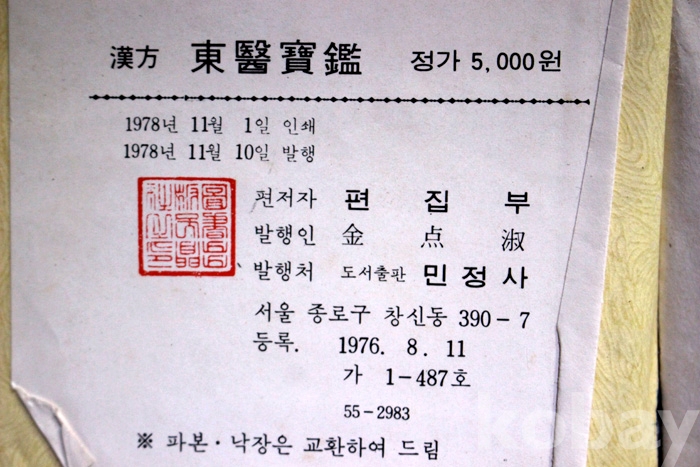 漢方 東醫寶鑑 정가 5,000원
1978년 11월 1일 인쇄
1978년 11월 10일 발행
편저자 편집부
발행인 金点淑
발행처 도서출판 민정사
서울 종로구 창신동 390-7
등록. 1976. 8. 11
가 1-487호
55-2983
※ 파본·낙장은 교환하여 드림
kobay